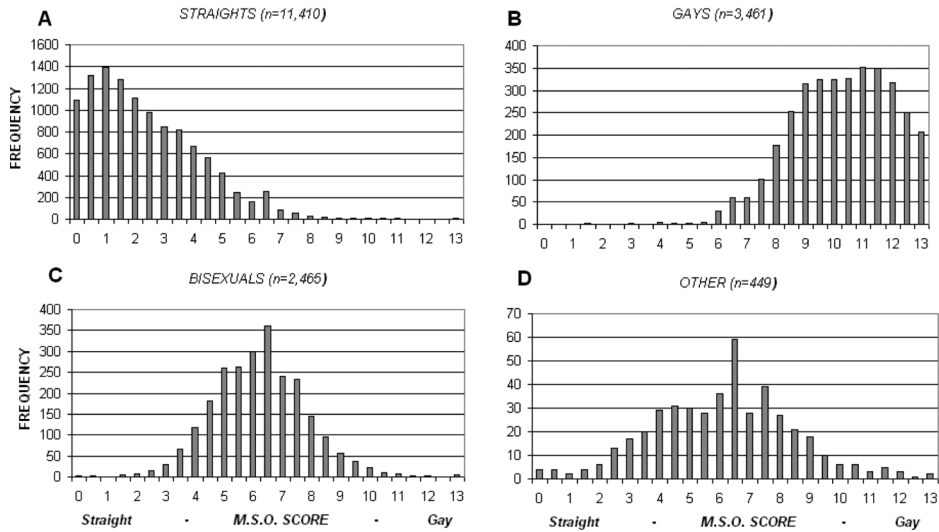 A STRAIGHTS (n=11,410)
FREQUENCY
1600
1400
1200
1000
800
600
400
200
0
0 1 2 3 4 5 6 7 8 9 10 11 12 13
B GAYS (n=3,461)
400
350
300
250
200
150
100
50
0
0 1 2 3 4 5 6 7 8 9 10 11 12 13
C BISEXUALS (n=2,465)
FREQUENCY
400
350
300
250
200
150
100
50
0
0 1 2 3 4 5 6 7 8 9 10 11 12 13
Straight - M.S.O. SCORE - Gay
D OTHER (n=449)
70
60
50
40
30
20
10
0
0 1 2 3 4 5 6 7 8 9 10 11 12 13
Straight - M.S.O. SCORE - Gay